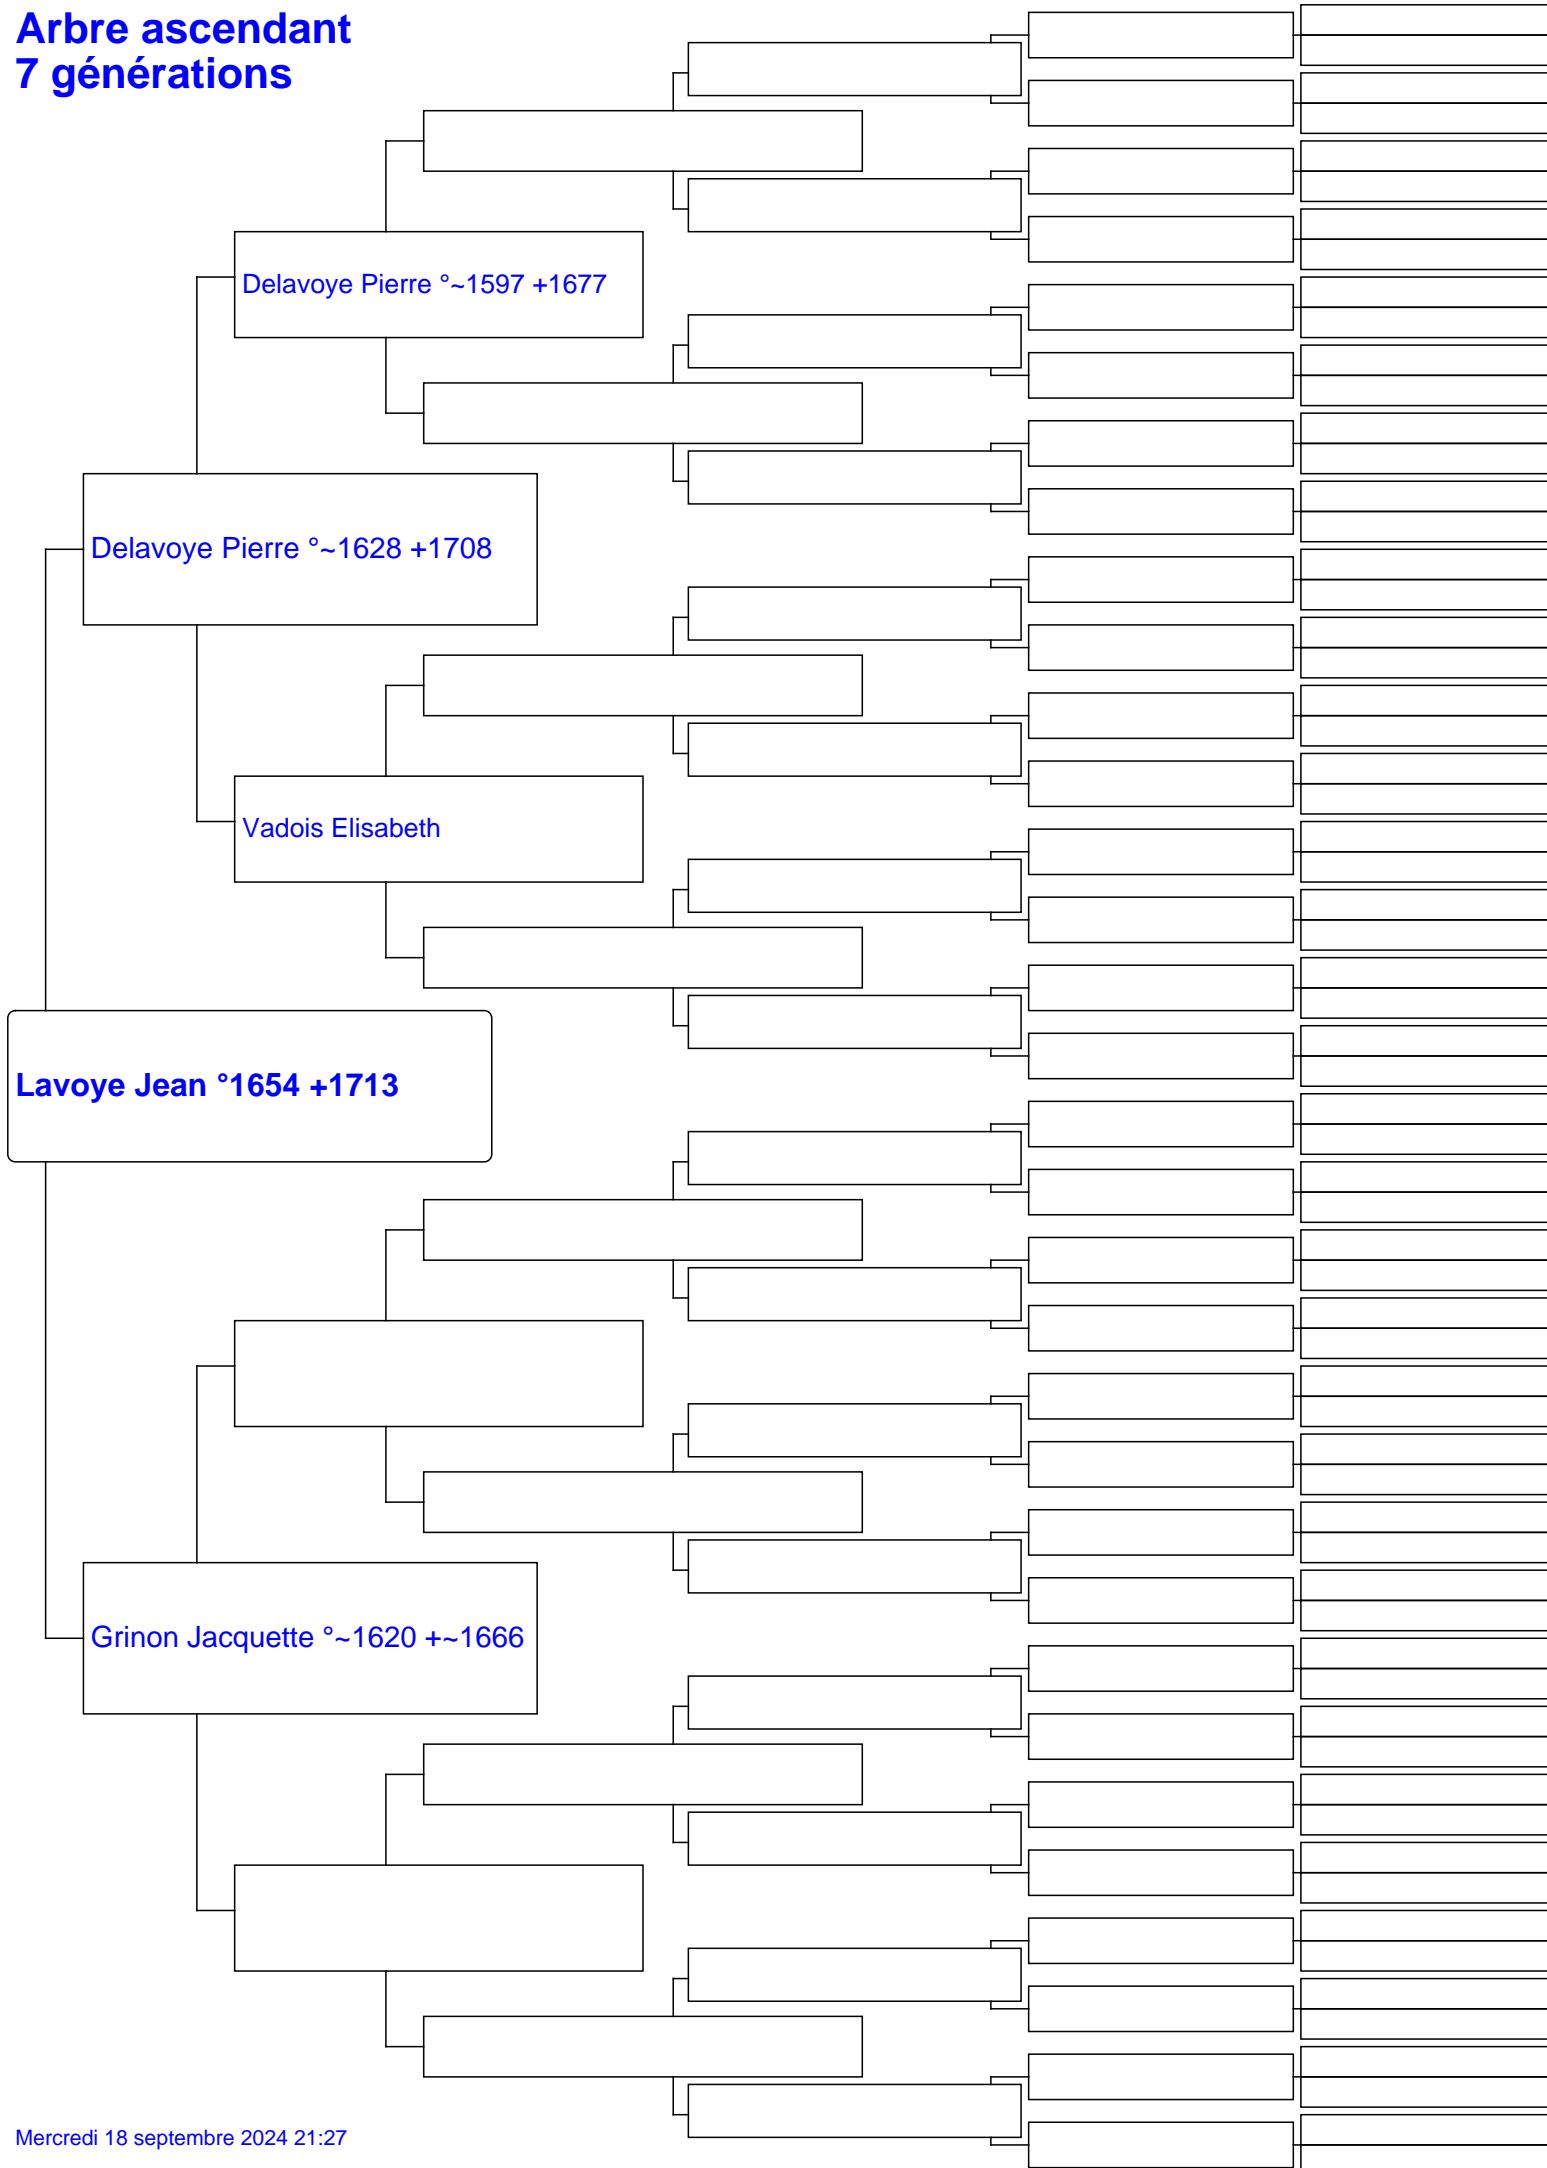 Arbre ascendant
7 générations
Delavoye Pierre °~1597 +1677
Delavoye Pierre °~1628 +1708
Vadois Elisabeth
Lavoye Jean °1654 +1713
Grinon Jacquette °~1620 +~1666
Mercredi 18 septembre 2024 21:27